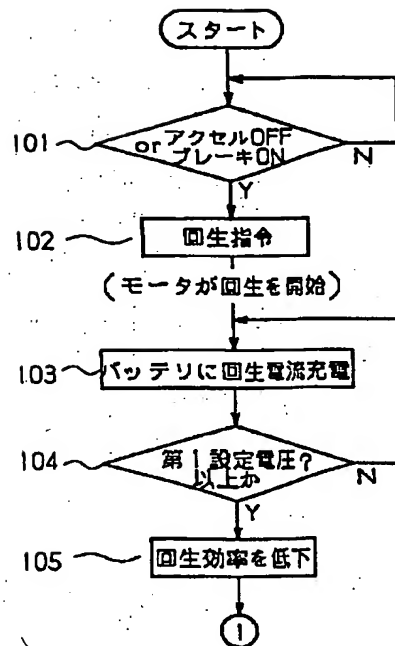 スタート
101
or アクセルOFF
ブレーキON
N
Y
102
回生指令
(モータが回生を開始)
103
バッテリに回生電流充電
104
第1設定電圧?
以上か
N
Y
105
回生効率を低下
1